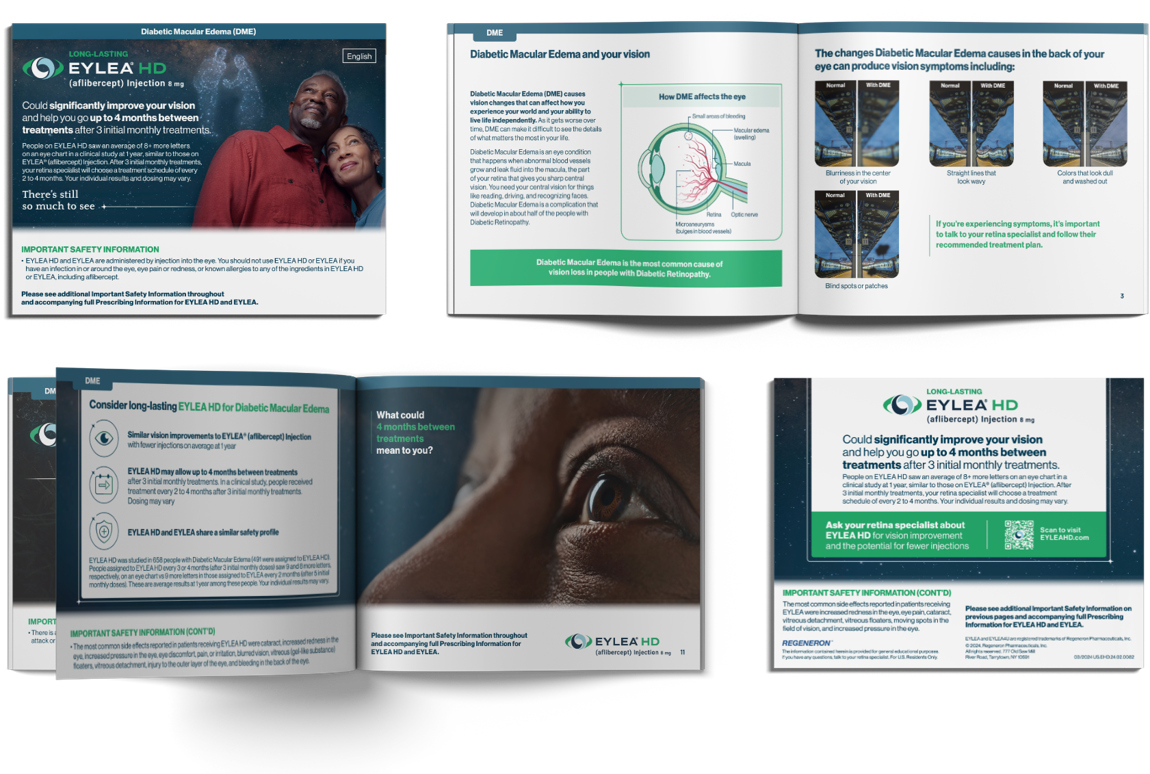 Diabetic Macular Edema (DME)
LONG-LASTING
EYLEA® HD
(aflibercept) Injection 8 mg
English
Could significantly improve your vision
and help you go up to 4 months between
treatments after 3 initial monthly treatments.
People on EYLEA HD saw an average of 8+ more letters
on an eye chart in a clinical study at 1 year, similar to those on
EYLEA® (aflibercept) Injection. After 3 initial monthly treatments,
your retina specialist will choose a treatment schedule of every
2 to 4 months. Your individual results and dosing may vary.
There's still
so much to see
IMPORTANT SAFETY INFORMATION
• EYLEA HD and EYLEA are administered by injection into the eye. You should not use EYLEA HD or EYLEA if you
have an infection in or around the eye, eye pain or redness, or known allergies to any of the ingredients in EYLEA HD
or EYLEA, including aflibercept.
Please see additional Important Safety Information throughout
and accompanying full Prescribing Information for EYLEA HD and EYLEA.
DME
Diabetic Macular Edema and your vision
Diabetic Macular Edema (DME) causes
vision changes that can affect how you
experience your world and your ability to
live life independently. As it gets worse over
time, DME can make it difficult to see the details
of what matters the most in your life.
Diabetic Macular Edema is an eye condition
that happens when abnormal blood vessels
grow and leak fluid into the macula, the part
of your retina that gives you sharp central
vision. You need your central vision for things
like reading, driving, and recognizing faces.
Diabetic Macular Edema is a complication that
will develop in about half of the people with
Diabetic Retinopathy.
How DME affects the eye
Small areas of bleeding
Macular edema
(swelling)
Macula
Retina
Optic nerve
Microaneurysms
(bulges in blood vessels)
Diabetic Macular Edema is the most common cause of
vision loss in people with Diabetic Retinopathy.
The changes Diabetic Macular Edema causes in the back of your
eye can produce vision symptoms including:
Normal With DME
Normal With DME
Normal With DME
Blurriness in the center
of your vision
Straight lines that
look wavy
Colors that look dull
and washed out
Normal With DME
Blind spots or patches
If you're experiencing symptoms, it's important
to talk to your retina specialist and follow their
recommended treatment plan.
3
DM
IMPORT
• There is a
attack or
DME
Consider long-lasting EYLEA HD for Diabetic Macular Edema
Similar vision improvements to EYLEA® (aflibercept) Injection
with fewer injections on average at 1 year
EYLEA HD may allow up to 4 months between treatments
after 3 initial monthly treatments. In a clinical study, people received
treatment every 2 to 4 months after 3 initial monthly treatments.
Dosing may vary
EYLEA HD and EYLEA share a similar safety profile
EYLEA HD was studied in 658 people with Diabetic Macular Edema (491 were assigned to EYLEA HD).
People assigned to EYLEA HD every 3 or 4 months (after 3 initial monthly doses) saw 9 and 8 more letters,
respectively, on an eye chart vs 9 more letters in those assigned to EYLEA every 2 months (after 5 initial
monthly doses). These are average results at 1 year among these people. Your individual results may vary.
IMPORTANT SAFETY INFORMATION (CONT'D)
• The most common side effects reported in patients receiving EYLEA HD were cataract, increased redness in the
eye, increased pressure in the eye, eye discomfort, pain, or irritation, blurred vision, vitreous (gel-like substance)
floaters, vitreous detachment, injury to the outer layer of the eye, and bleeding in the back of the eye.
What could
4 months between
treatments
mean to you?
Please see Important Safety Information throughout
and accompanying full Prescribing Information for
EYLEA HD and EYLEA.
EYLEA® HD
(aflibercept) Injection 8 mg
11
LONG-LASTING
EYLEA® HD
(aflibercept) Injection 8 mg
Could significantly improve your vision
and help you go up to 4 months between
treatments after 3 initial monthly treatments.
People on EYLEA HD saw an average of 8+ more letters on an eye chart in a
clinical study at 1 year, similar to those on EYLEA® (aflibercept) Injection. After
3 initial monthly treatments, your retina specialist will choose a treatment
schedule of every 2 to 4 months. Your individual results and dosing may vary.
Ask your retina specialist about
EYLEA HD for vision improvement
and the potential for fewer injections
Scan to visit
EYLEAHD.com
IMPORTANT SAFETY INFORMATION (CONT'D)
The most common side effects reported in patients receiving
EYLEA were increased redness in the eye, eye pain, cataract,
vitreous detachment, vitreous floaters, moving spots in the
field of vision, and increased pressure in the eye.
REGENERON®
The information contained herein is provided for general educational purposes.
If you have any questions, talk to your retina specialist. For U.S. Residents Only.
Please see additional Important Safety Information on
previous pages and accompanying full Prescribing
Information for EYLEA HD and EYLEA.
EYLEA and EYLEA HD are registered trademarks of Regeneron Pharmaceuticals, Inc.
© 2024, Regeneron Pharmaceuticals, Inc.
All rights reserved. 777 Old Saw Mill
River Road, Tarrytown, NY 10591